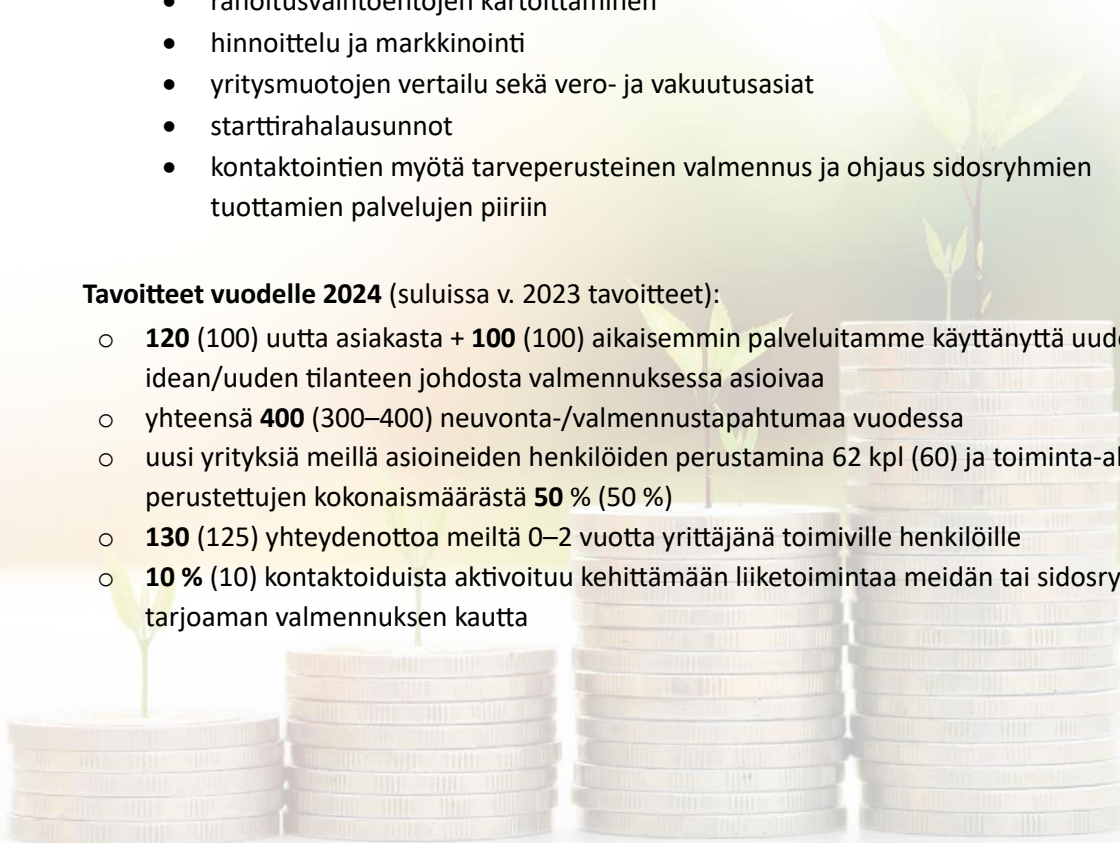 • rahoitusvaihtoehtojen kartoittaminen
• hinnoittelu ja markkinointi
• yritysmuotojen vertailu sekä vero- ja vakuutusasiat
• starttirahalausunnot
• kontaktointien myötä tarveperusteinen valmennus ja ohjaus sidosryhmien
tuottamien palvelujen piiriin
Tavoitteet vuodelle 2024 (suluissa v. 2023 tavoitteet):
o 120 (100) uutta asiakasta + 100 (100) aikaisemmin palveluitamme käyttänyttä
idean/uuden tilanteen johdosta valmennuksessa asioivaa
o yhteensä 400 (300–400) neuvonta-/valmennustapahtumaa vuodessa
o uusi yrityksiä meillä asioineiden henkilöiden perustamina 62 kpl (60) ja
perustettujen kokonaismäärästä 50 % (50 %)
o 130 (125) yhteydenottoa meiltä 0–2 vuotta yrittäjänä toimiville henkilöille
o 10 % (10) kontaktoiduista aktivoituu kehittämään liiketoimintaa meidän tai
tarjoaman valmennuksen kautta